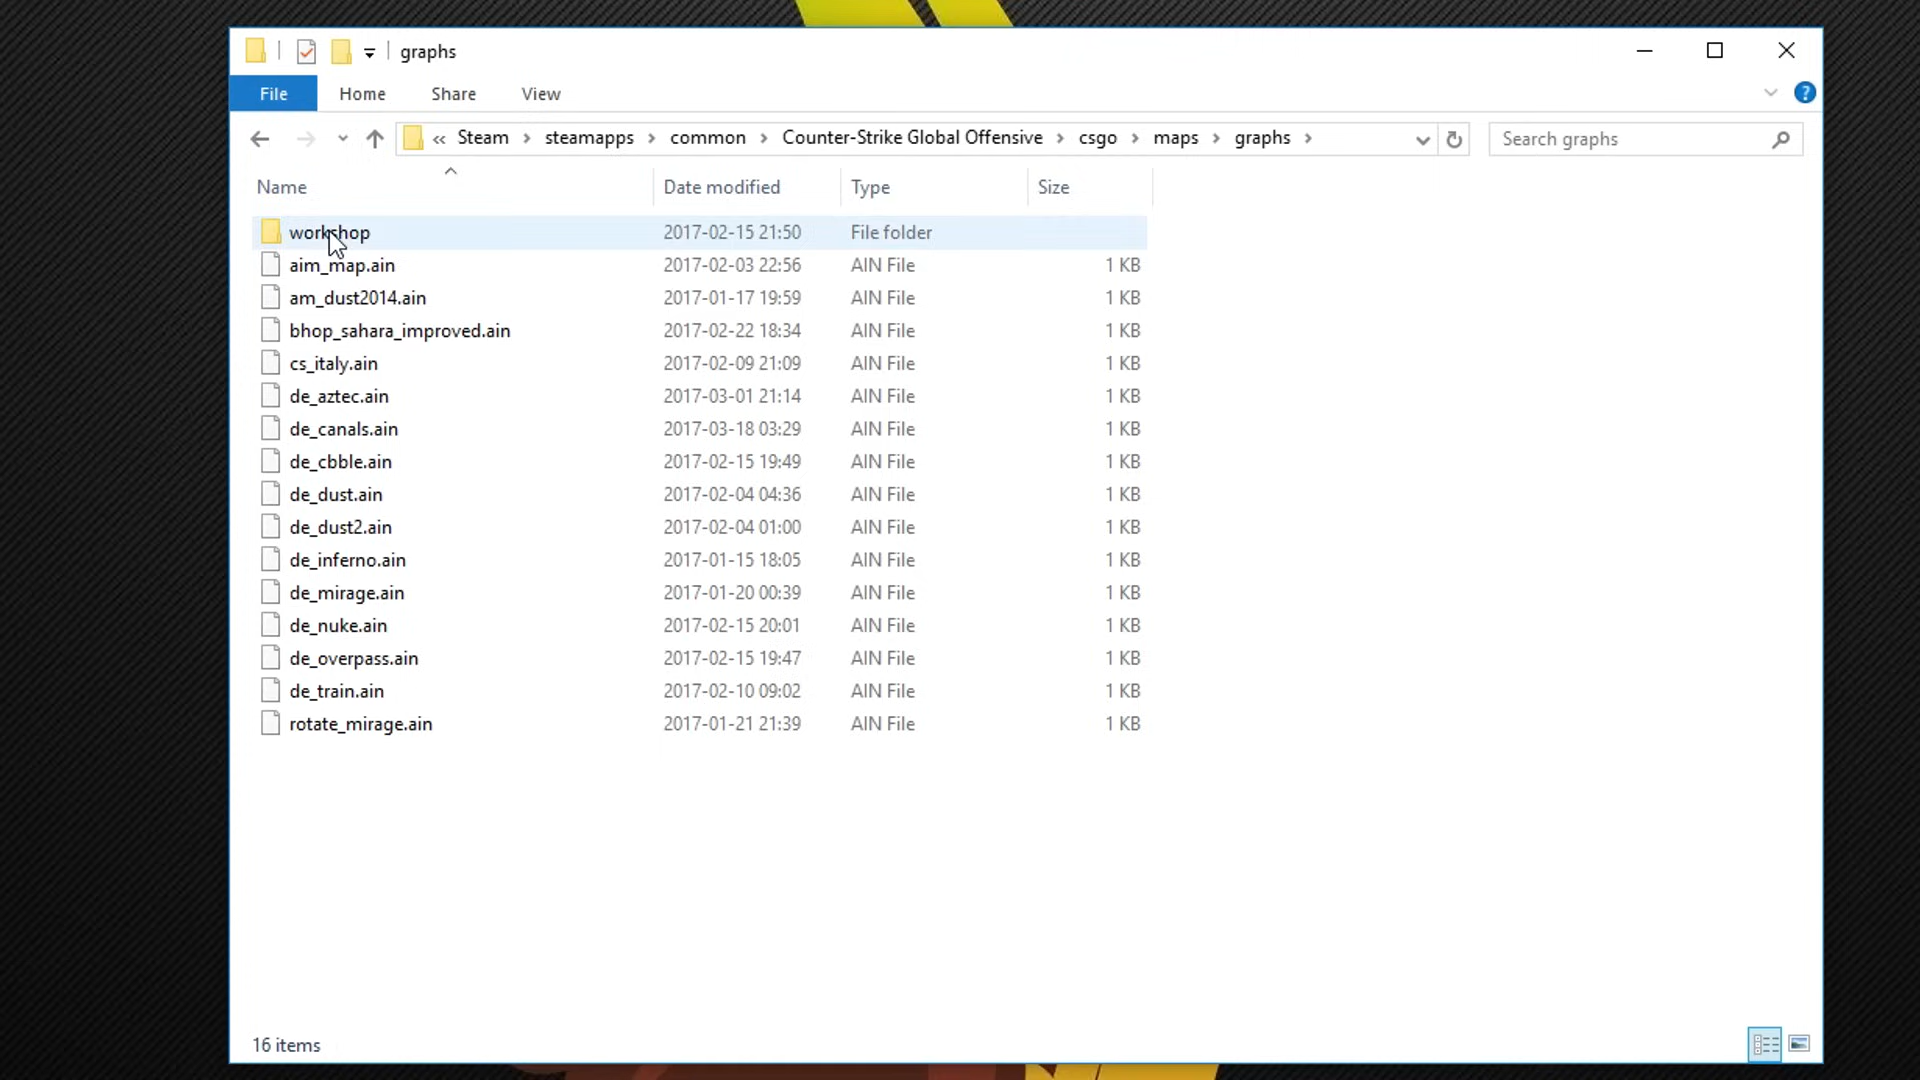 graphs
File Home Share View
« Steam > steamapps > common > Counter-Strike Global Offensive > csgo > maps > graphs > Search graphs
Name Date modified Type Size
workshop 2017-02-15 21:50 File folder
aim_map.ain 2017-02-03 22:56 AIN File 1 KB
am_dust2014.ain 2017-01-17 19:59 AIN File 1 KB
bhop_sahara_improved.ain 2017-02-22 18:34 AIN File 1 KB
cs_italy.ain 2017-02-09 21:09 AIN File 1 KB
de_aztec.ain 2017-03-01 21:14 AIN File 1 KB
de_canals.ain 2017-03-18 03:29 AIN File 1 KB
de_cbble.ain 2017-02-15 19:49 AIN File 1 KB
de_dust.ain 2017-02-04 04:36 AIN File 1 KB
de_dust2.ain 2017-02-04 01:00 AIN File 1 KB
de_inferno.ain 2017-01-15 18:05 AIN File 1 KB
de_mirage.ain 2017-01-20 00:39 AIN File 1 KB
de_nuke.ain 2017-02-15 20:01 AIN File 1 KB
de_overpass.ain 2017-02-15 19:47 AIN File 1 KB
de_train.ain 2017-02-10 09:02 AIN File 1 KB
rotate_mirage.ain 2017-01-21 21:39 AIN File 1 KB
16 items